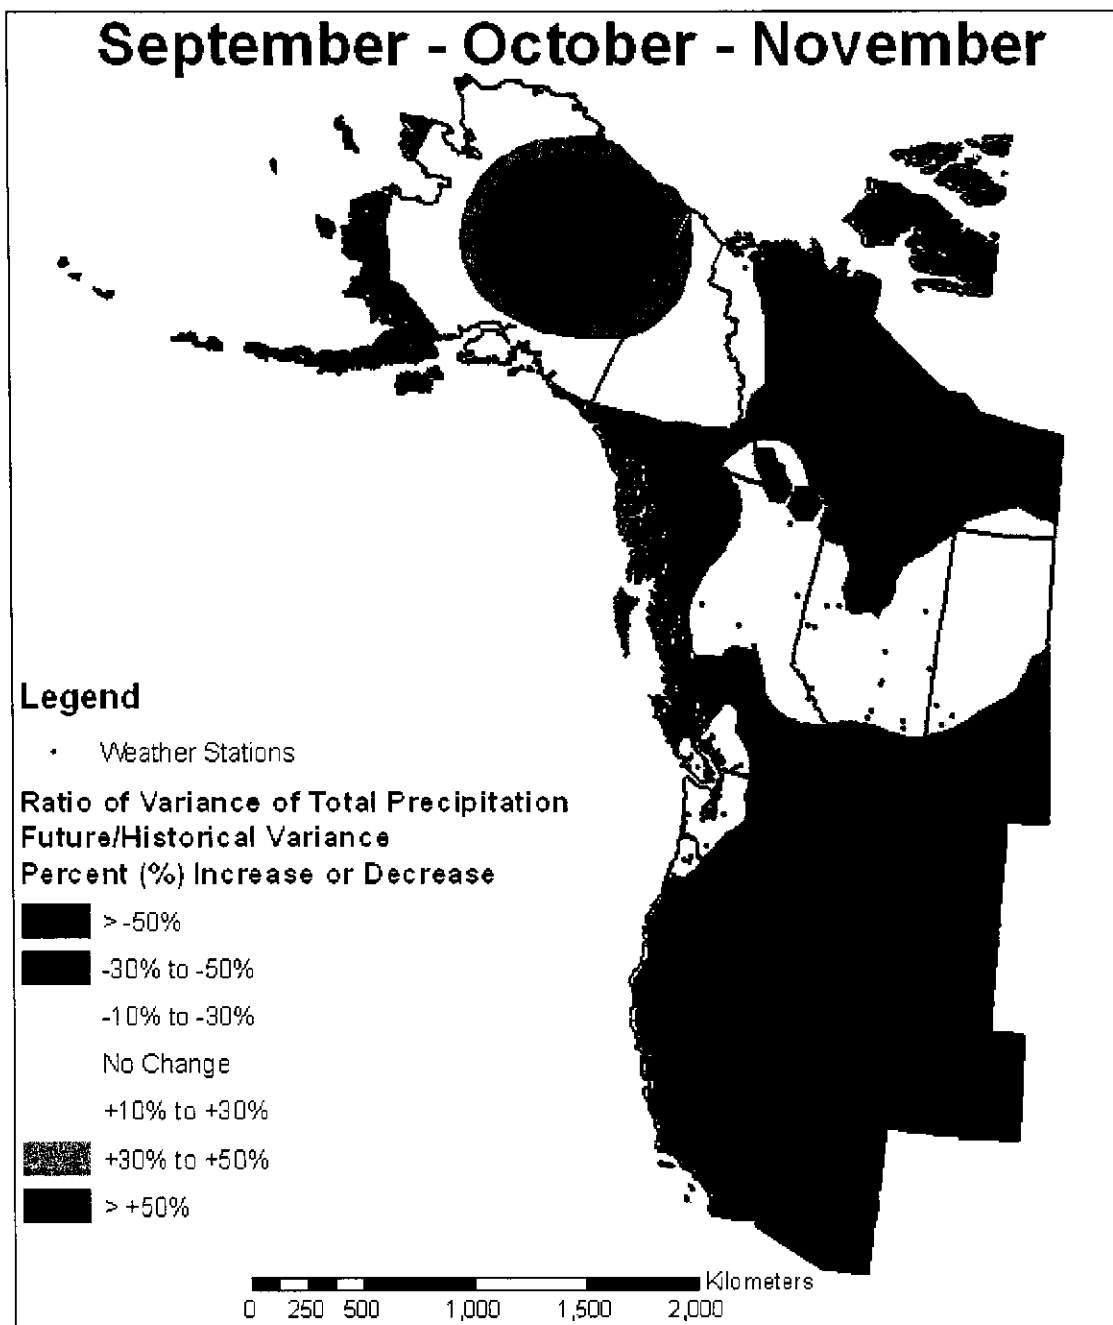 September - October - November
Legend
Weather Stations
Ratio of Variance of Total Precipitation
Future/Historical Variance
Percent (%) Increase or Decrease
> -50%
-30% to -50%
-10% to -30%
No Change
+10% to +30%
+30% to +50%
> +50%
Kilometers
0 250 500 1,000 1,500 2,000